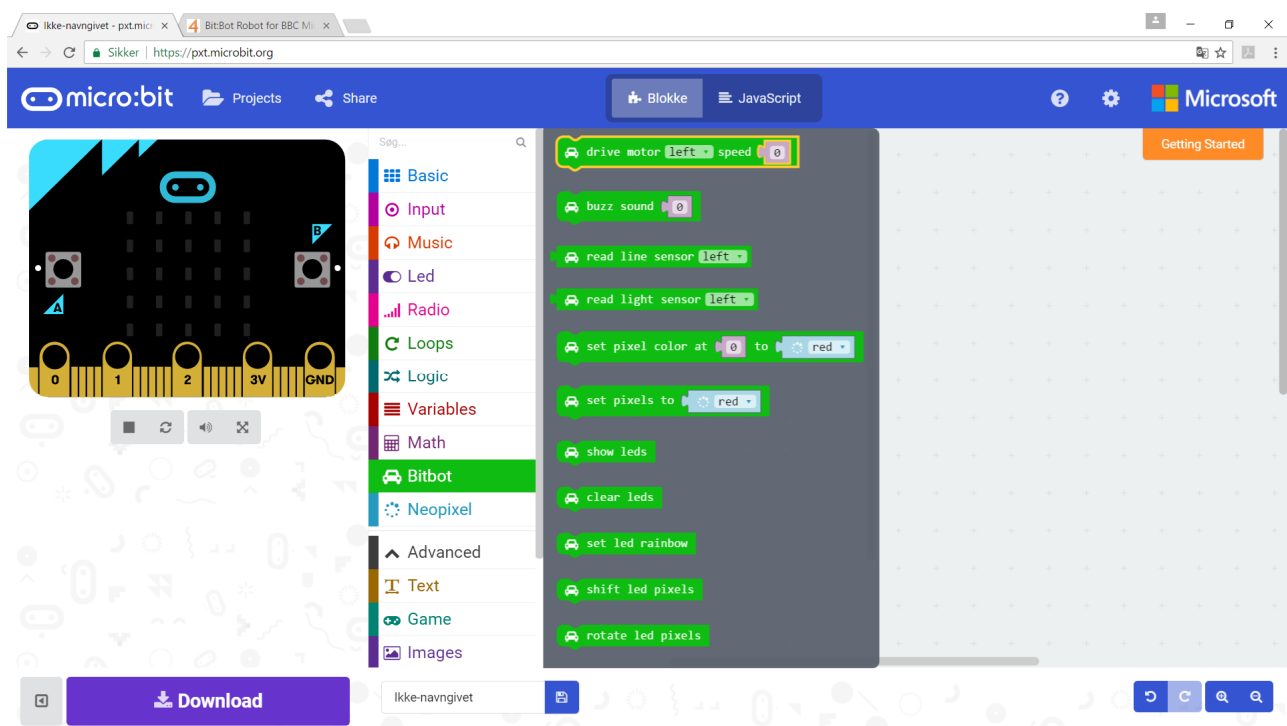 Ikke-navngivet - pxt.micr
Bit:Bot Robot for BBC Mi
Sikker
https://pxt.microbit.org
micro:bit
Projects
Share
Blokke
JavaScript
Microsoft
Getting Started
B
A
0
1
2
3V
GND
Søg...
Basic
Input
Music
Led
Radio
Loops
Logic
Variables
Math
Bitbot
Neopixel
Advanced
Text
Game
Images
drive motor left speed 0
buzz sound 0
read line sensor left
read light sensor left
set pixel color at 0 to red
set pixels to red
show leds
clear leds
set led rainbow
shift led pixels
rotate led pixels
Download
Ikke-navngivet